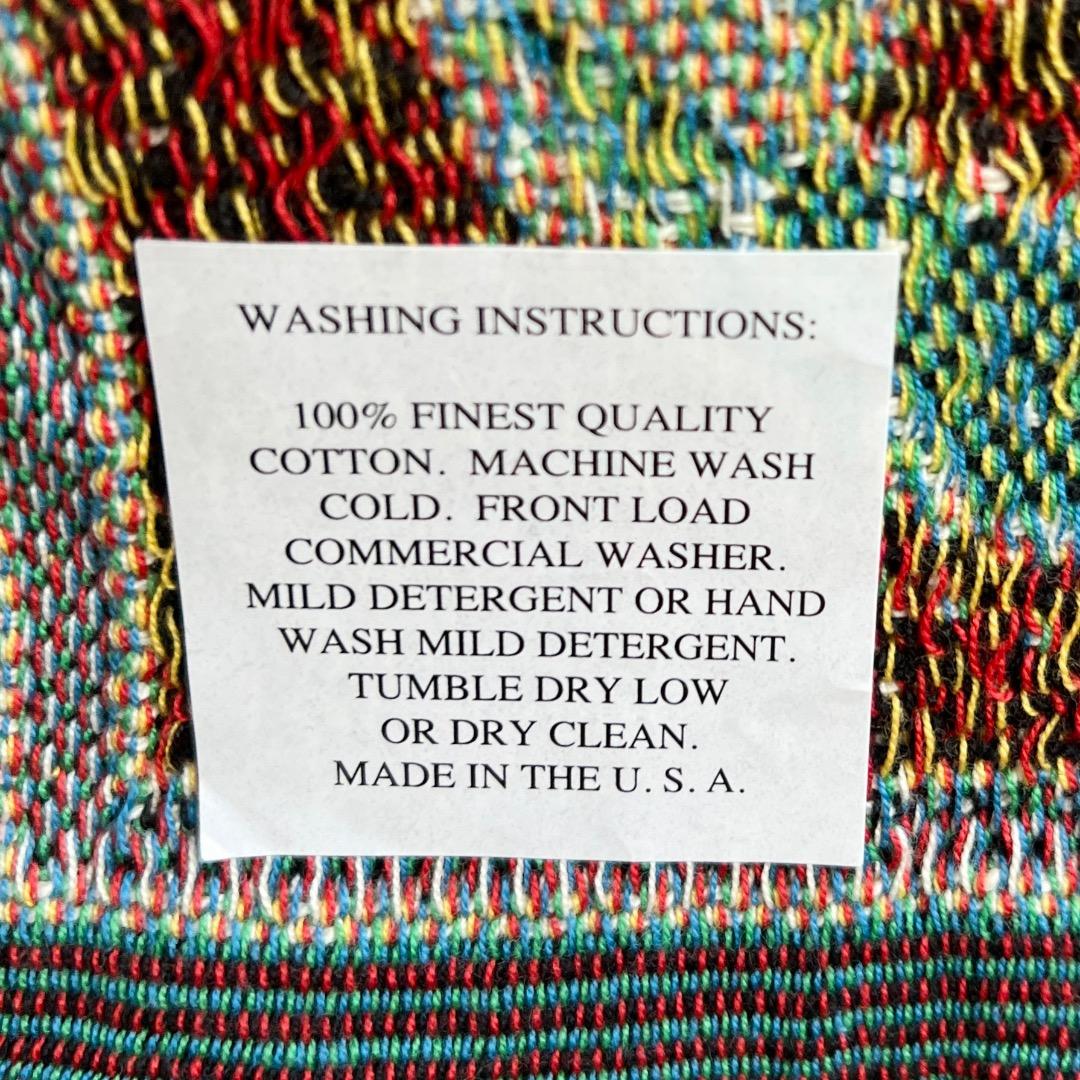 WASHING INSTRUCTIONS:
100% FINEST QUALITY
COTTON. MACHINE WASH
COLD. FRONT LOAD
COMMERCIAL WASHER.
MILD DETERGENT OR HAND
WASH MILD DETERGENT.
TUMBLE DRY LOW
OR DRY CLEAN.
MADE IN THE U. S. A.